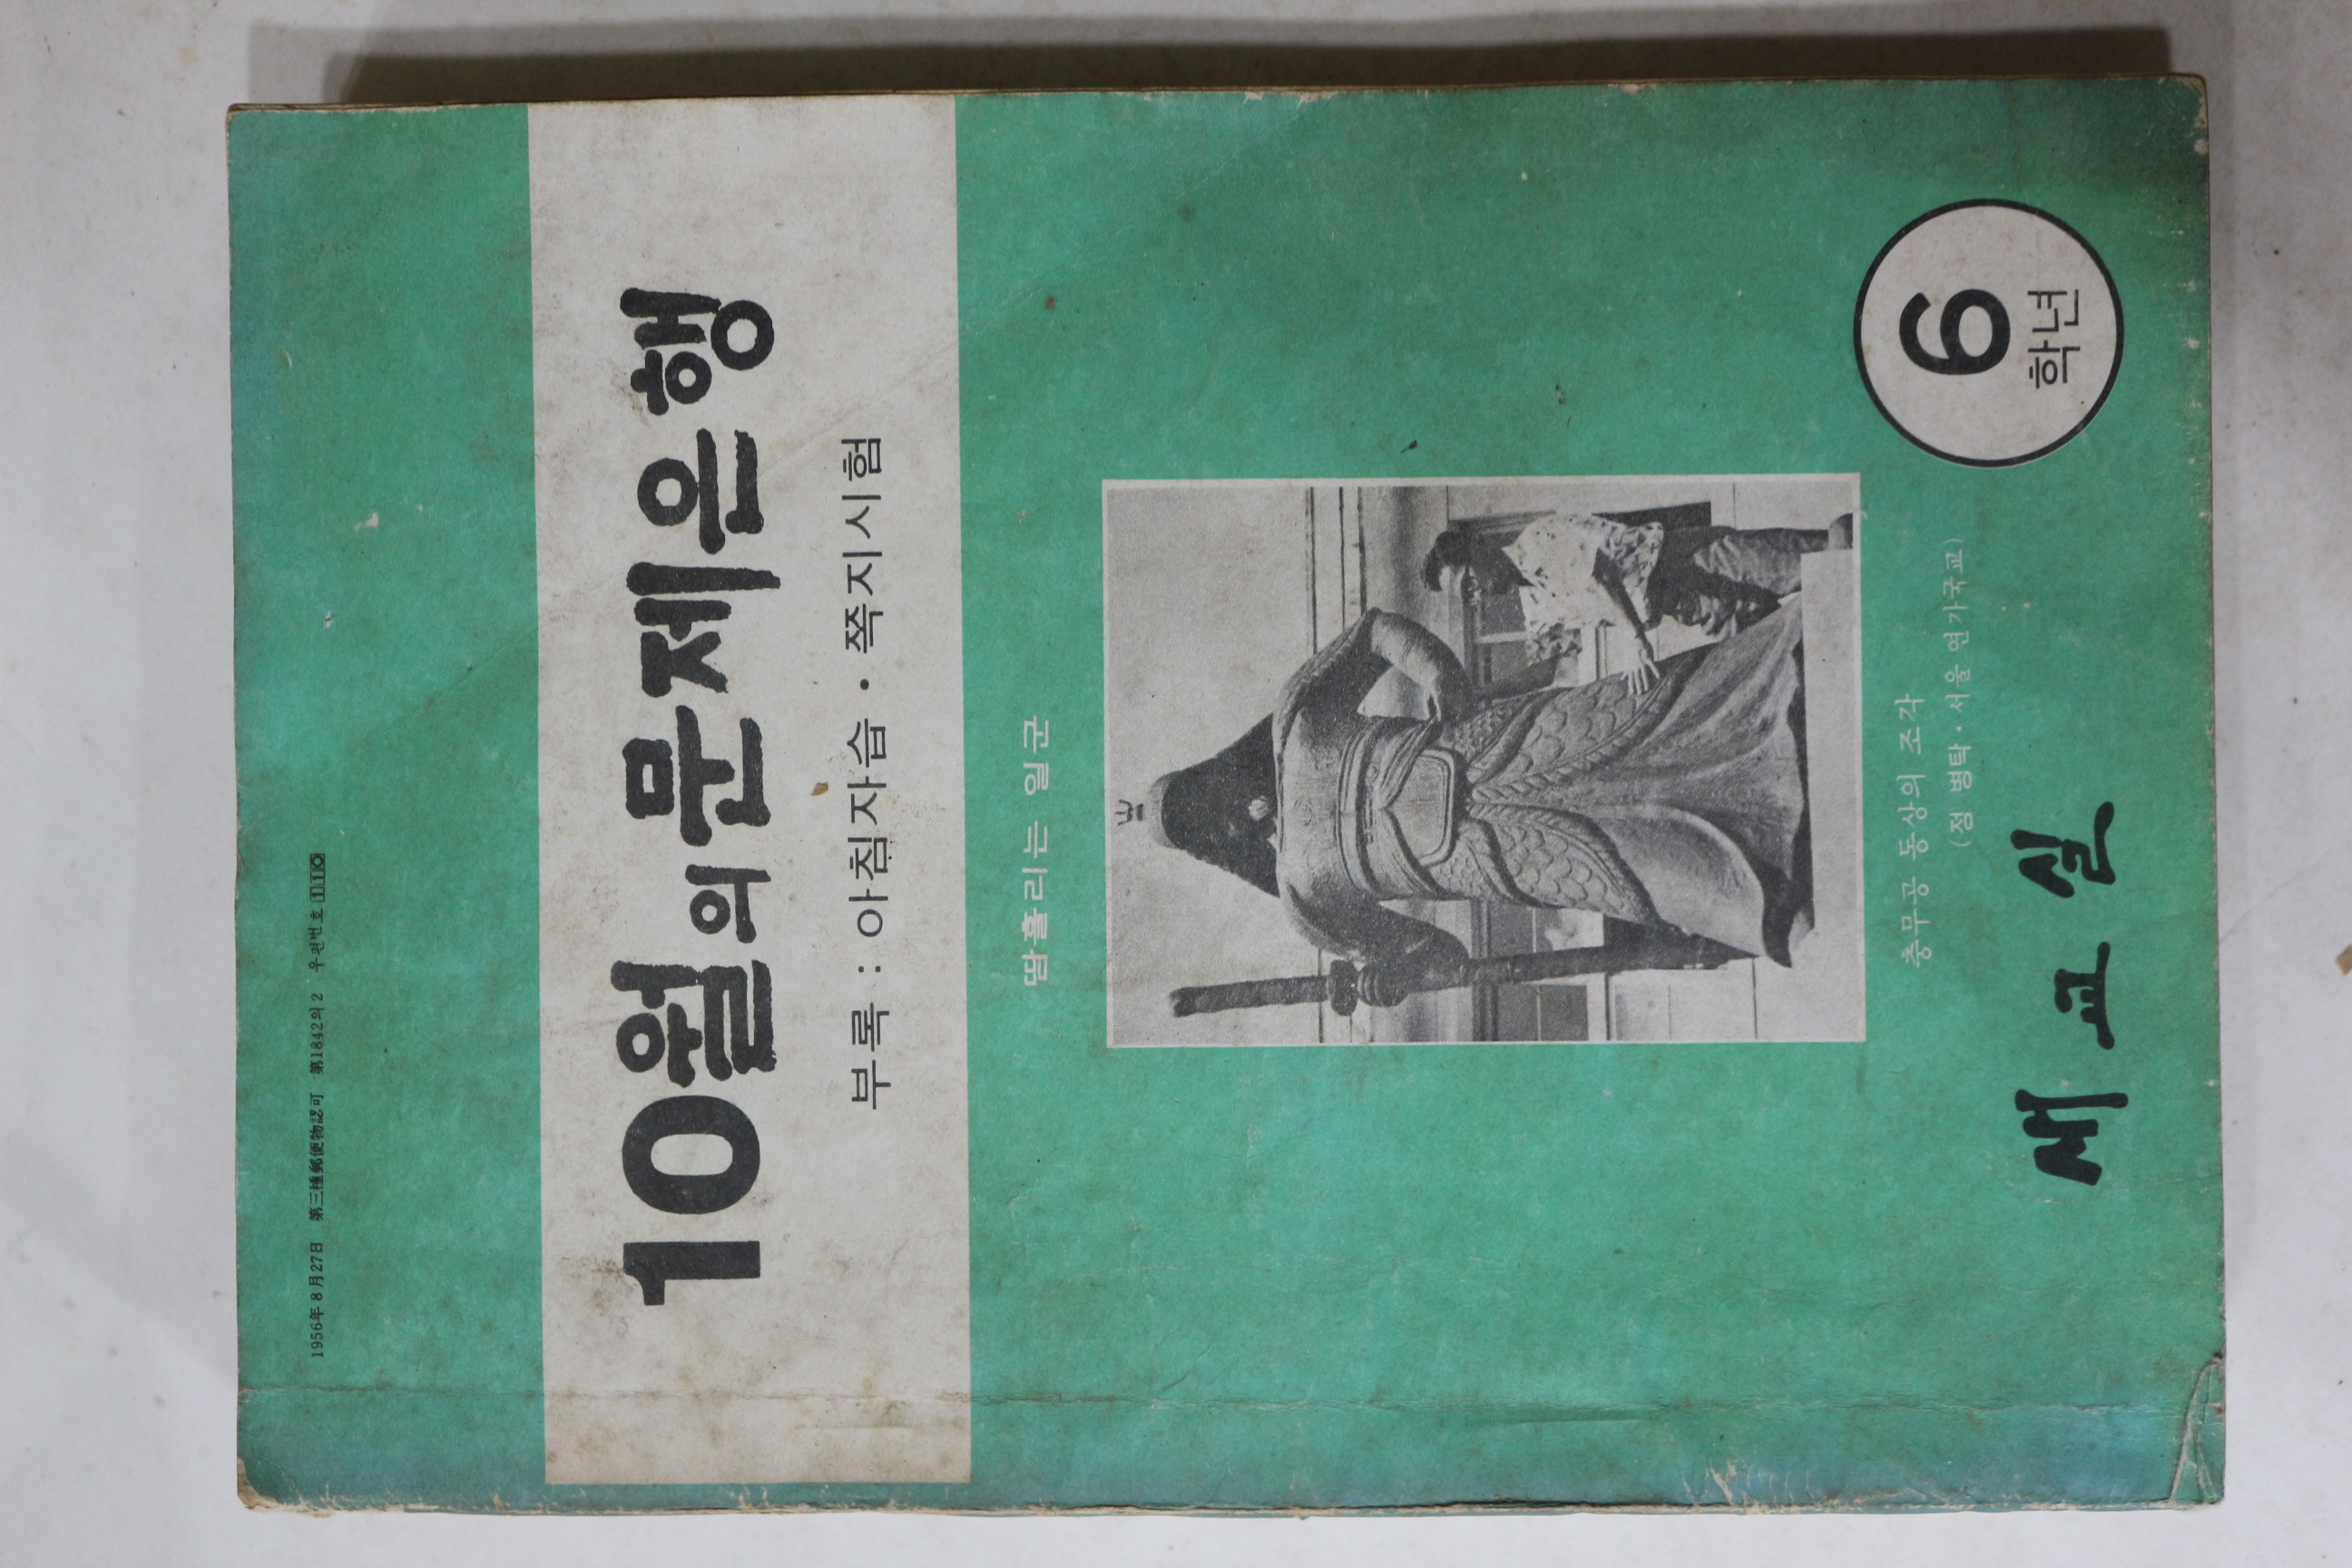 1956年8月27日 第三種郵便物認可 第1842의2 우편번호 110
10월의 문제은행
부록 : 아침자습 · 쪽지시험
땀흘리는 일군
충무공 동상의 조각
(정 병탁 · 서울 연가국교)
6
학년
새교실